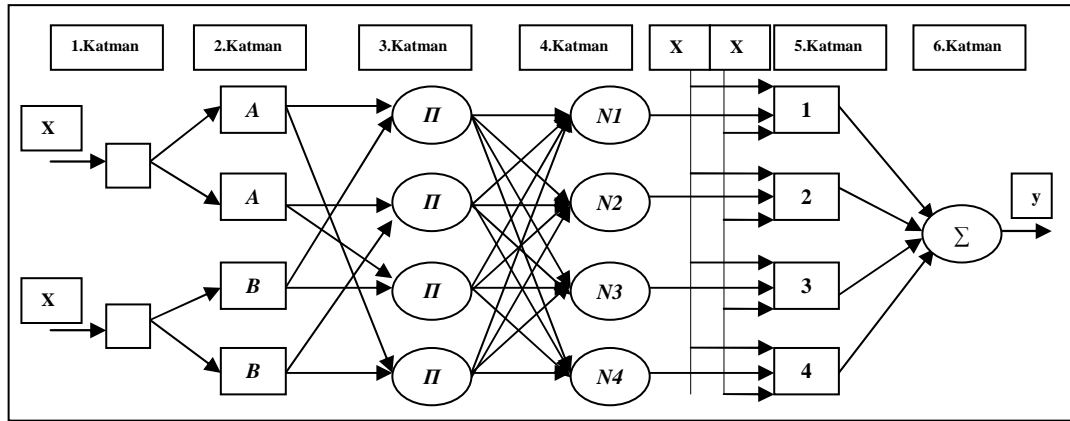 1.Katman 2.Katman 3.Katman 4.Katman X X 5.Katman 6.Katman
X A Π N1 1
A Π N2 2 y
Σ
X B Π N3 3
B Π N4 4